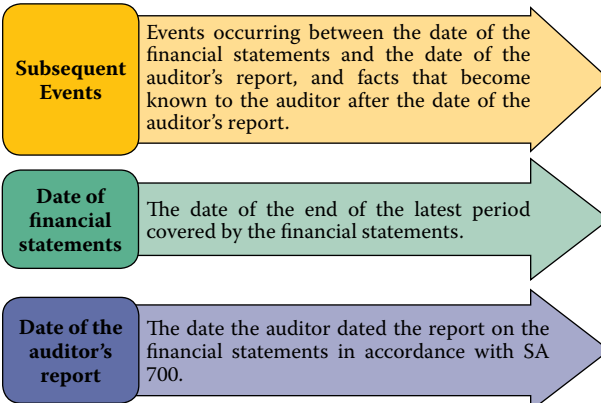 Subsequent
Events
Events occurring between the date of the
financial statements and the date of the
auditor's report, and facts that become
known to the auditor after the date of the
auditor's report.
Date of
financial
statements
The date of the end of the latest period
covered by the financial statements.
Date of the
auditor's
report
The date the auditor dated the report on the
financial statements in accordance with SA
700.